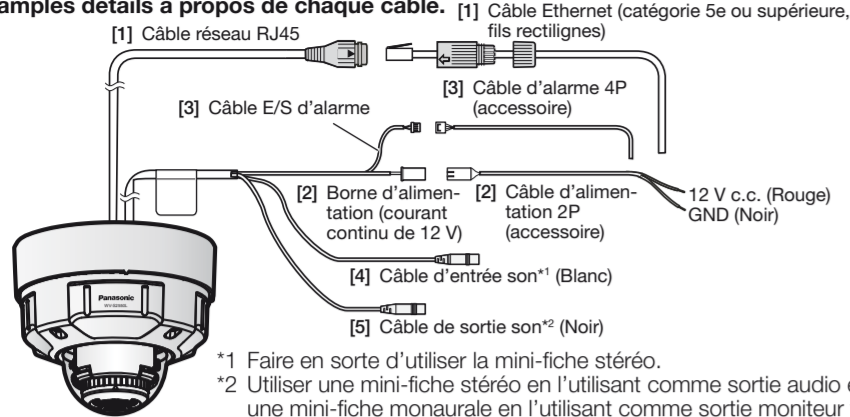 amples détails à propos de chaque câble.
[1] Câble Ethernet (catégorie 5e ou supérieure,
fils rectilignes)
[1] Câble réseau RJ45
[3] Câble d'alarme 4P
(accessoire)
[3] Câble E/S d'alarme
[2] Borne d'alimen-
tation (courant
continu de 12 V)
[2] Câble d'alimen-
tation 2P
(accessoire)
12 V c.c. (Rouge)
GND (Noir)
[4] Câble d'entrée son*1 (Blanc)
[5] Câble de sortie son*2 (Noir)
Panasonic
*1 Faire en sorte d'utiliser la mini-fiche stéréo.
*2 Utiliser une mini-fiche stéréo en l'utilisant comme sortie audio e
une mini-fiche monaurale en l'utilisant comme sortie moniteur